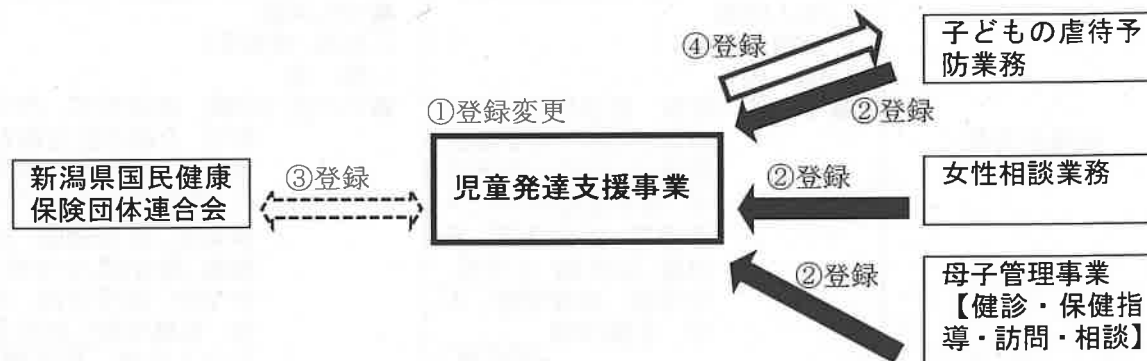 ④登録
子どもの虐待予
防業務
②登録
①登録変更
新潟県国民健康
保険団体連合会
③登録
児童発達支援事業
②登録
女性相談業務
②登録
母子管理事業
【健診・保健指
導・訪問・相談】